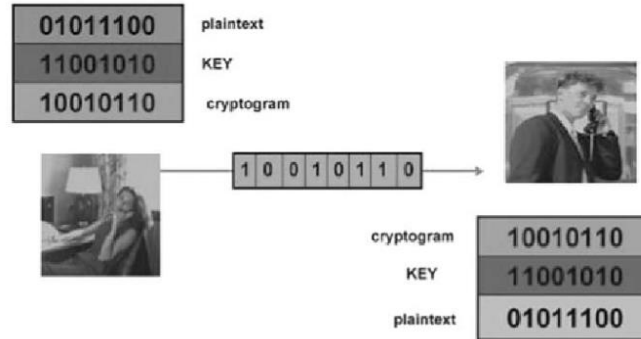 01011100 plaintext
11001010 KEY
10010110 cryptogram
1 0 0 1 0 1 1 0
cryptogram 10010110
KEY 11001010
plaintext 01011100